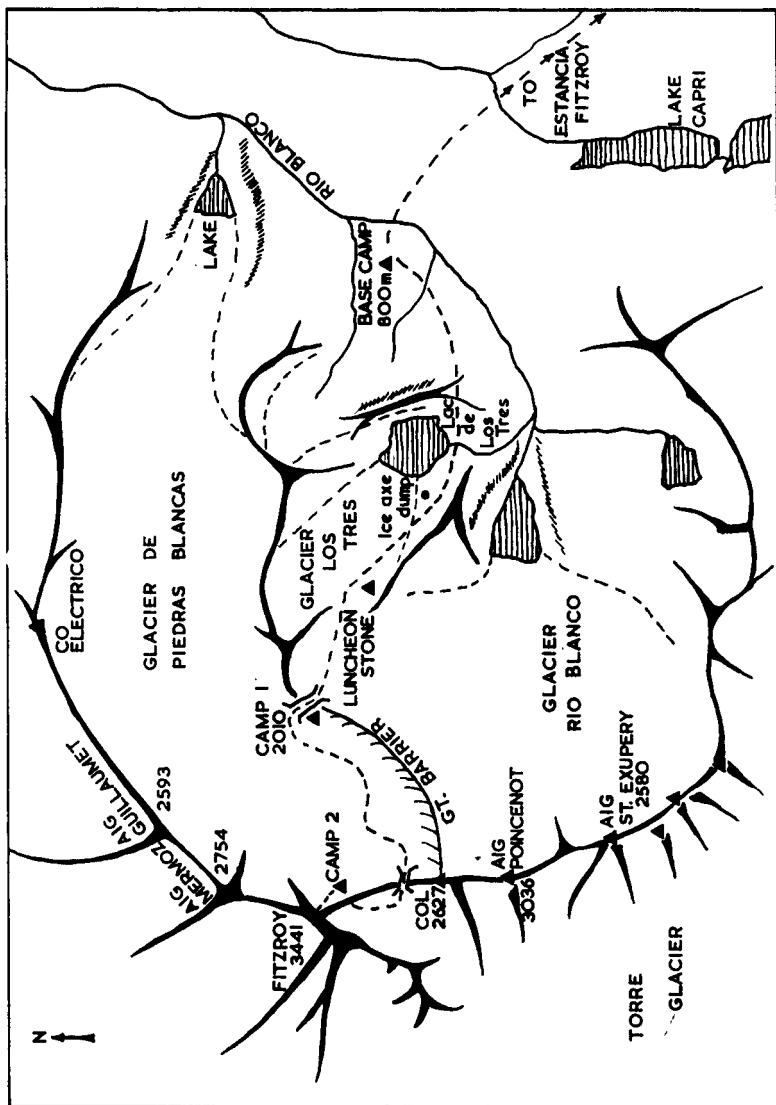 N
CO
ELECTRICO
AIG
GUILLAUMET
2593
AIG
MERMOZ
2754
FITZROY
3441
CAMP 2
COL
2627
GT. BARRIER
CAMP 1
2010
GLACIER DE
PIEDRAS BLANCAS
GLACIER
LOS TRES
LUNCHEON
STONE
Ice axe
dump
Lac
de
Los Tres
LAKE
RIO BLANCO
BASE CAMP
800m
TO
ESTANCIA
FITZROY
LAKE
CAPRI
GLACIER
RIO BLANCO
AIG
POINCENOT
3036
AIG
ST. EXUPERY
2580
TORRE
GLACIER